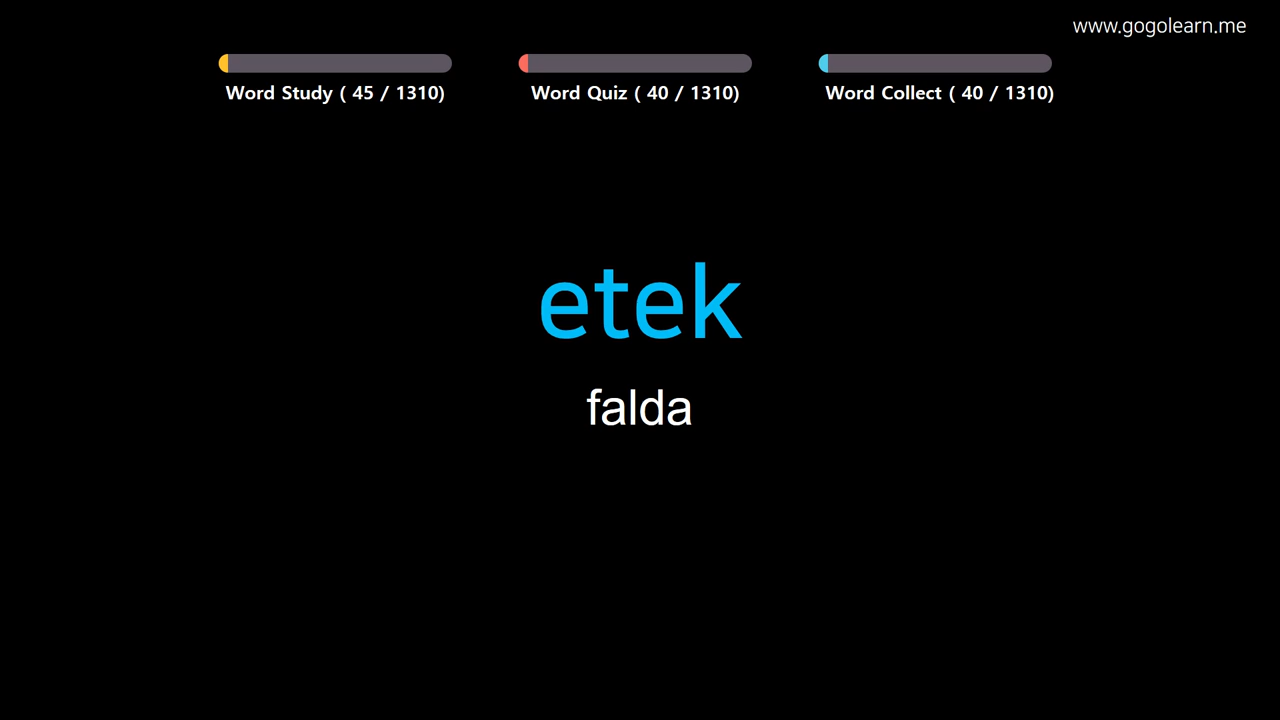 www.gogolearn.me
Word Study ( 45 / 1310)
Word Quiz ( 40 / 1310)
Word Collect ( 40 / 1310)
etek
falda